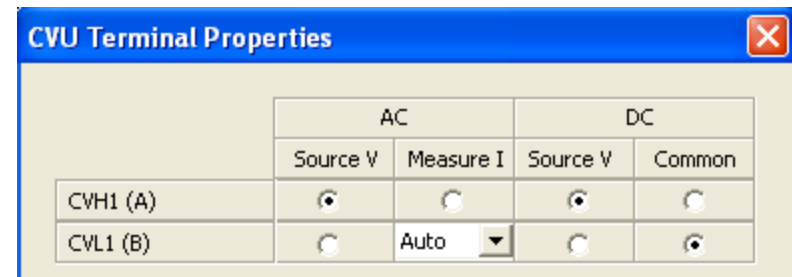 CVU Terminal Properties
AC DC
Source V Measure I Source V Common
CVH1 (A)
CVL1 (B) Auto